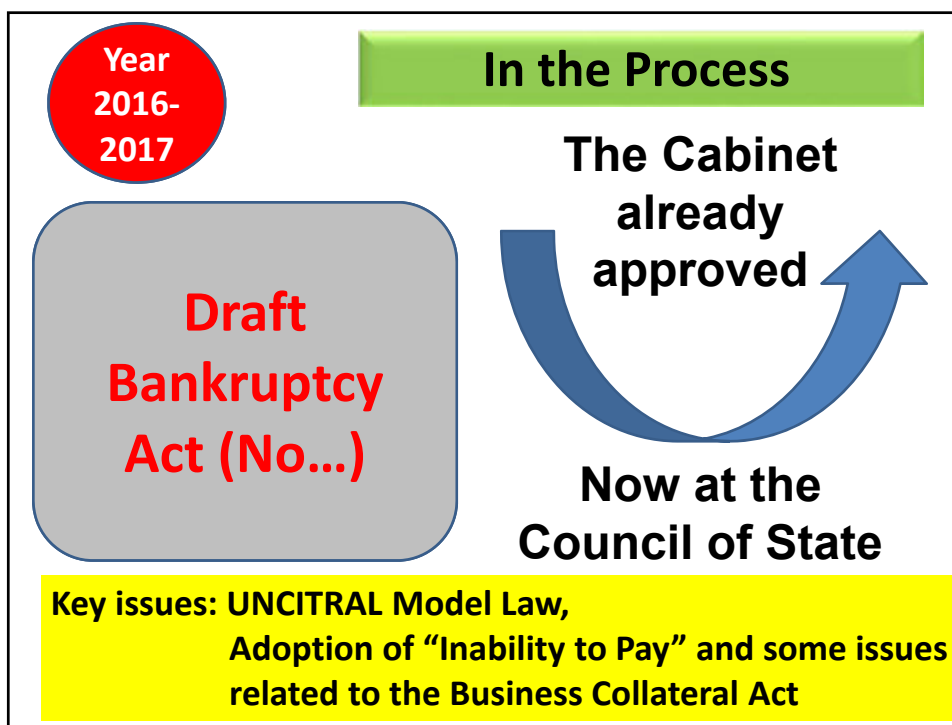 Year
2016-
2017
In the Process
The Cabinet
already
approved
Draft
Bankruptcy
Act (No…)
Now at the
Council of State
Key issues: UNCITRAL Model Law,
Adoption of “Inability to Pay” and some issues
related to the Business Collateral Act